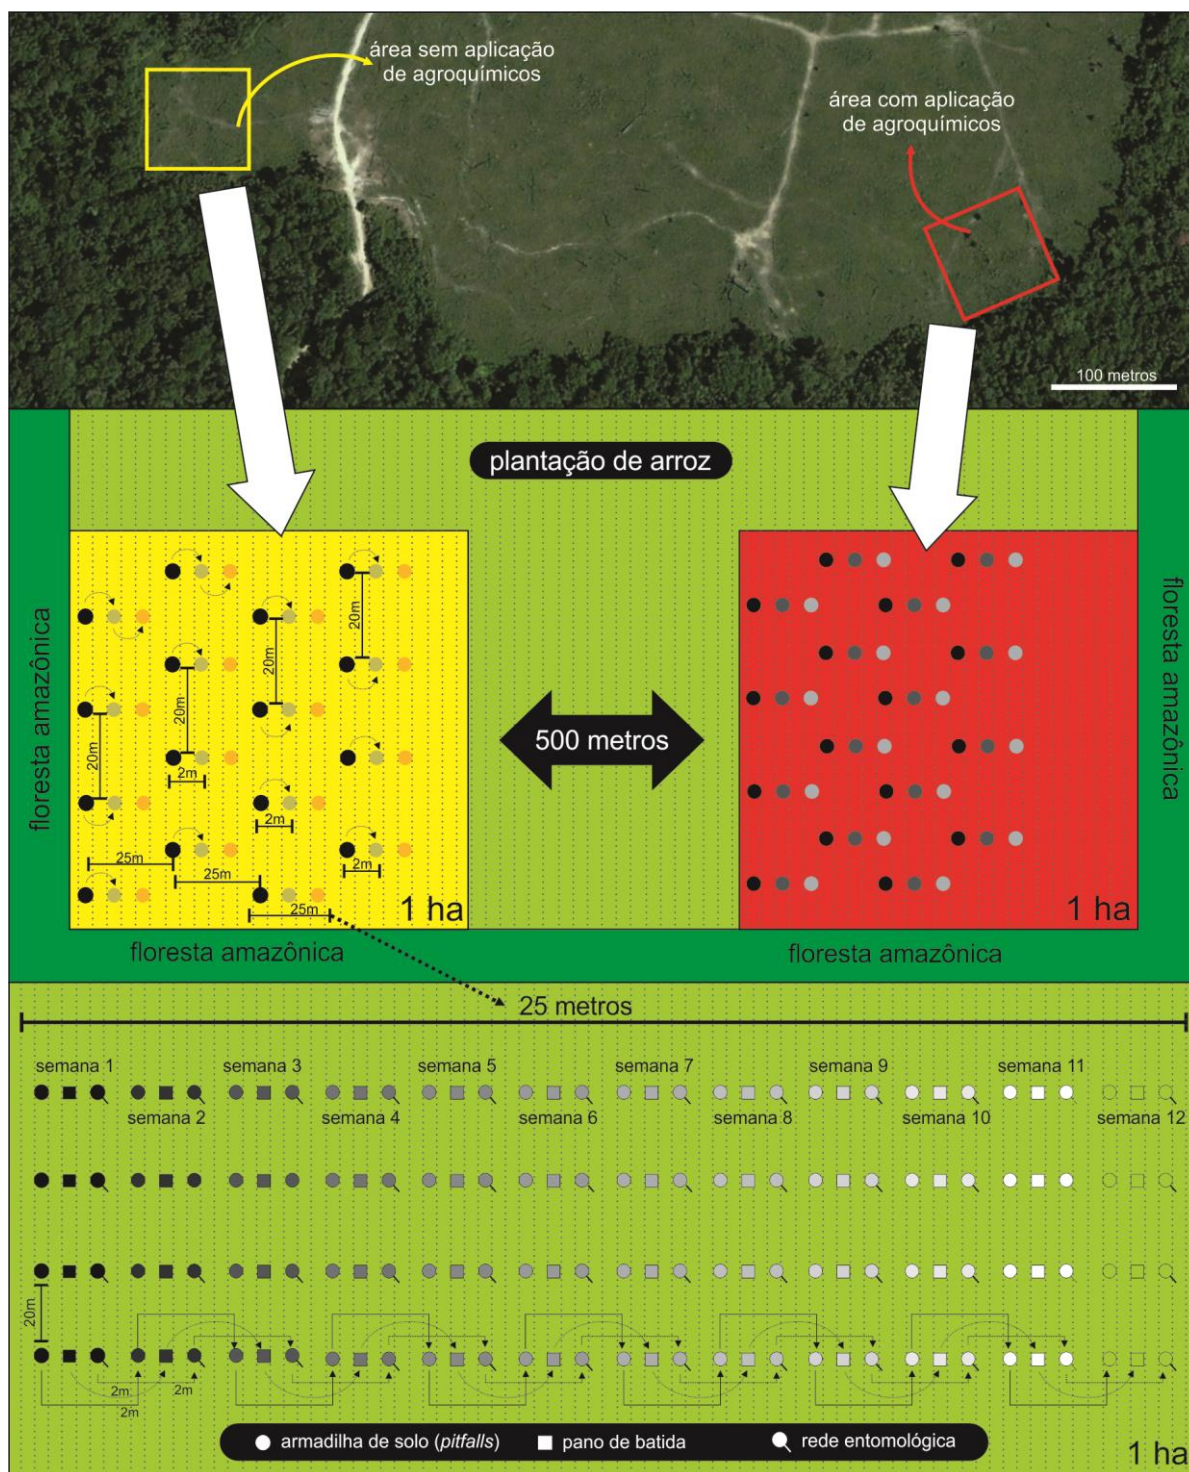 área sem aplicação
de agroquímicos
área com aplicação
de agroquímicos
100 metros
plantação de arroz
floresta amazônica
20m
20m
20m
20m
2m
2m
2m
25m
25m
25m
1 ha
500 metros
1 ha
floresta amazônica
floresta amazônica
floresta amazônica
25 metros
semana 1
semana 3
semana 5
semana 7
semana 9
semana 11
semana 2
semana 4
semana 6
semana 8
semana 10
semana 12
20m
2m
2m
2m
armadilha de solo (pitfalls)
pano de batida
rede entomológica
1 ha